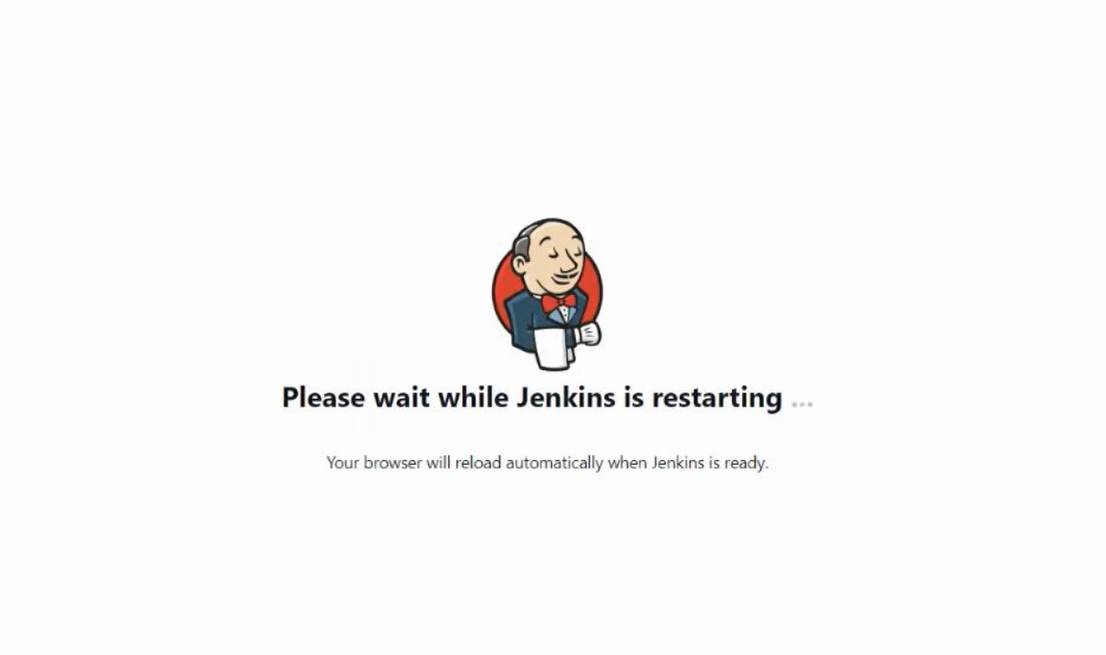 Please wait while Jenkins is restarting ...
Your browser will reload automatically when Jenkins is ready.